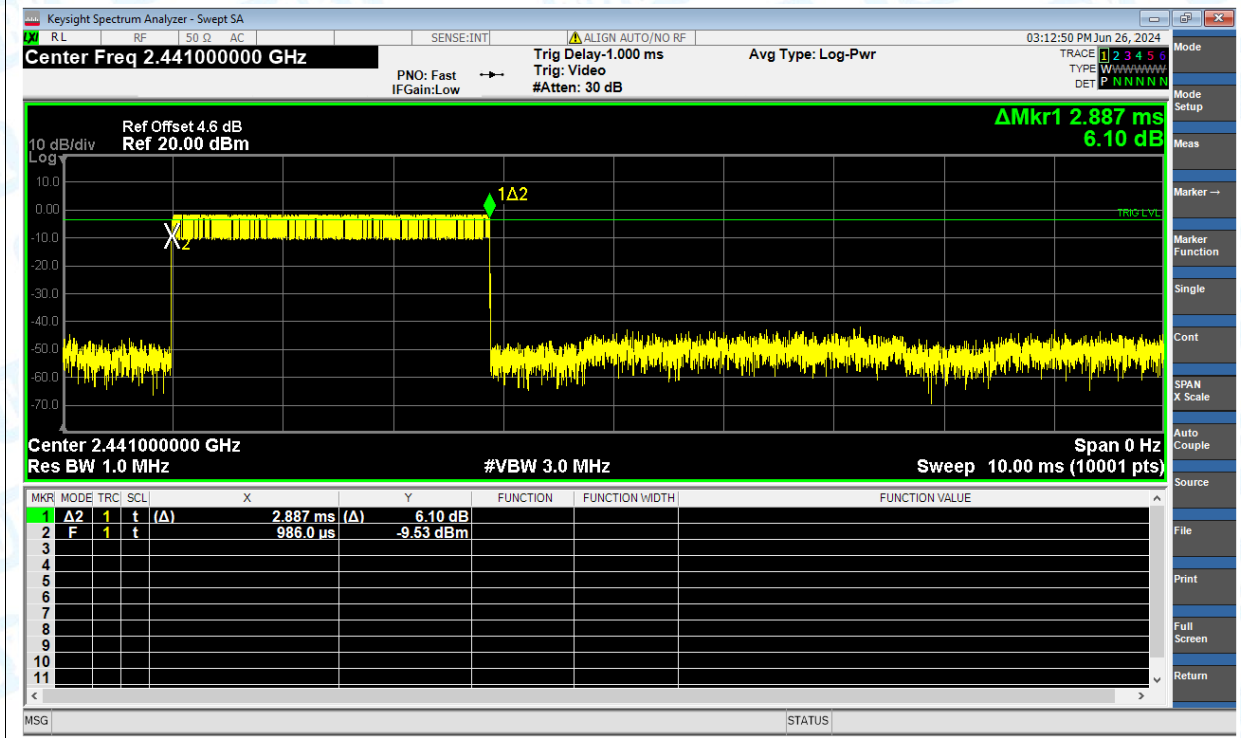 Keysight Spectrum Analyzer - Swept SA
LXI RL RF 50 Ω AC SENSE:INT ALIGN AUTO/NO RF 03:12:50 PM Jun 26, 2024
Center Freq 2.441000000 GHz
PNO: Fast
IFGain:Low
Trig Delay-1.000 ms
Trig: Video
#Atten: 30 dB
Avg Type: Log-Pwr
TRACE 1 2 3 4 5 6
TYPE WWWWWW
DET P N N N N N
ΔMkr1 2.887 ms
6.10 dB
Ref Offset 4.6 dB
10 dB/div Ref 20.00 dBm
Log
10.0
0.00
-10.0
-20.0
-30.0
-40.0
-50.0
-60.0
-70.0
1Δ2
2
TRIG LVL
Center 2.441000000 GHz Span 0 Hz
Res BW 1.0 MHz #VBW 3.0 MHz Sweep 10.00 ms (10001 pts)
MKR MODE TRC SCL X Y FUNCTION FUNCTION WIDTH FUNCTION VALUE
1 Δ2 1 t (Δ) 2.887 ms (Δ) 6.10 dB
2 F 1 t 986.0 µs -9.53 dBm
3
4
5
6
7
8
9
10
11
MSG STATUS
Mode
Mode
Setup
Meas
Marker →
Marker
Function
Single
Cont
SPAN
X Scale
Auto
Couple
Source
File
Print
Full
Screen
Return